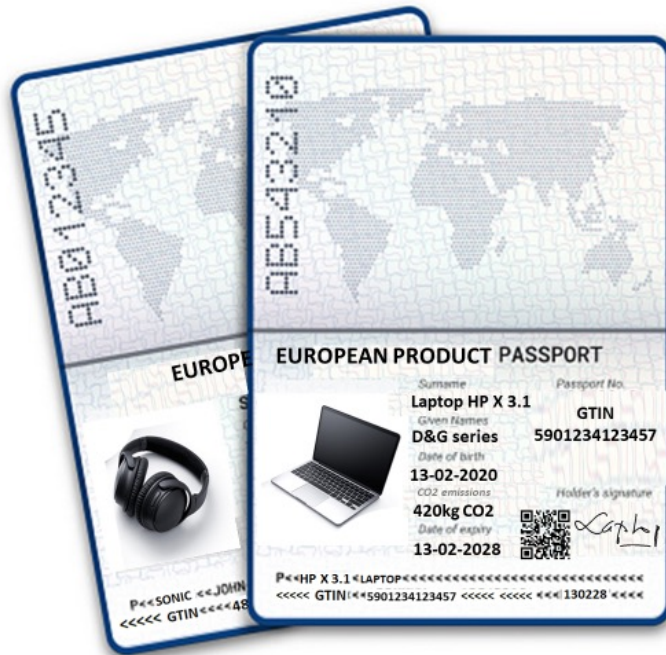 AB012345
EUROPE
P<<SONIC <<JOHN
<<<<< GTIN<<<<48
AB543210
EUROPEAN PRODUCT PASSPORT
Surname
Passport No.
Laptop HP X 3.1
GTIN
Given Names
D&G series
5901234123457
Date of birth
13-02-2020
CO2 emissions
Holder's signature
420kg CO2
Date of expiry
13-02-2028
P<<HP X 3.1<LAPTOP<<<<<<<<<<<<<<<<<<<<<<<<<<<<<
<<<<< GTIN<<<5901234123457 <<<<< <<<<< <<<130228<<<<